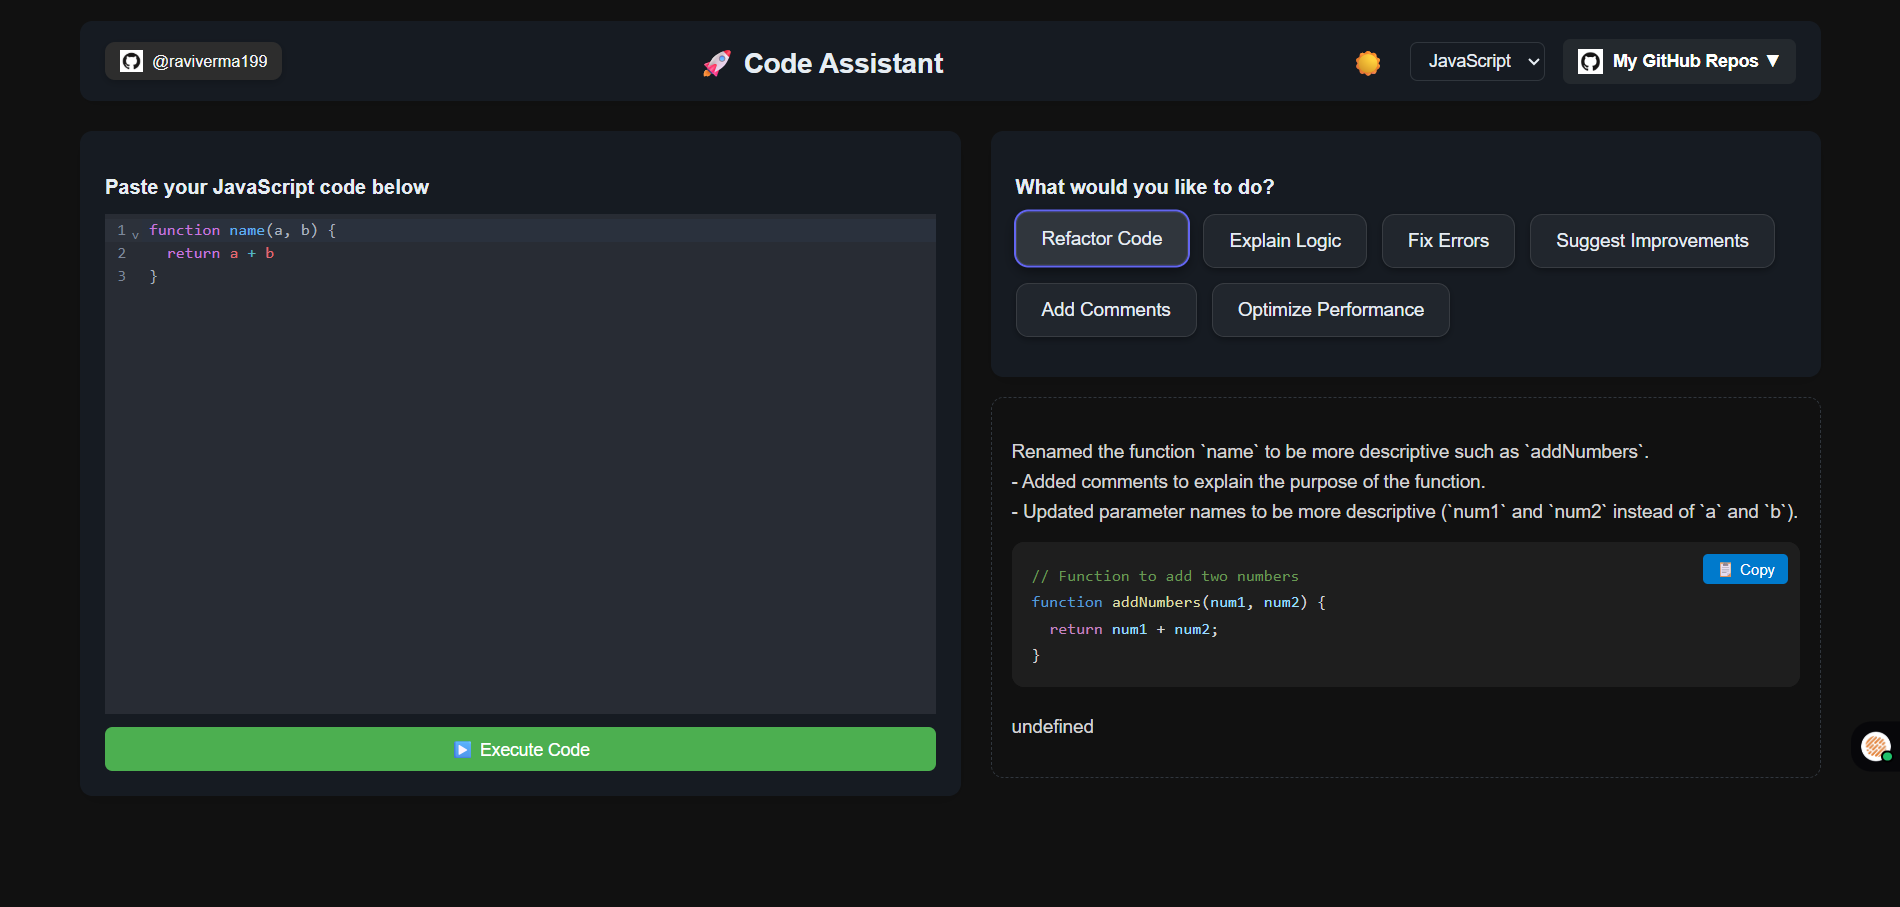 @raviverma199
🚀 Code Assistant
JavaScript
My GitHub Repos ▼
Paste your JavaScript code below
1 function name(a, b) {
2 return a + b
3 }
▶️ Execute Code
What would you like to do?
Refactor Code
Explain Logic
Fix Errors
Suggest Improvements
Add Comments
Optimize Performance
Renamed the function `name` to be more descriptive such as `addNumbers`.
- Added comments to explain the purpose of the function.
- Updated parameter names to be more descriptive (`num1` and `num2` instead of `a` and `b`).
📋 Copy
// Function to add two numbers
function addNumbers(num1, num2) {
return num1 + num2;
}
undefined